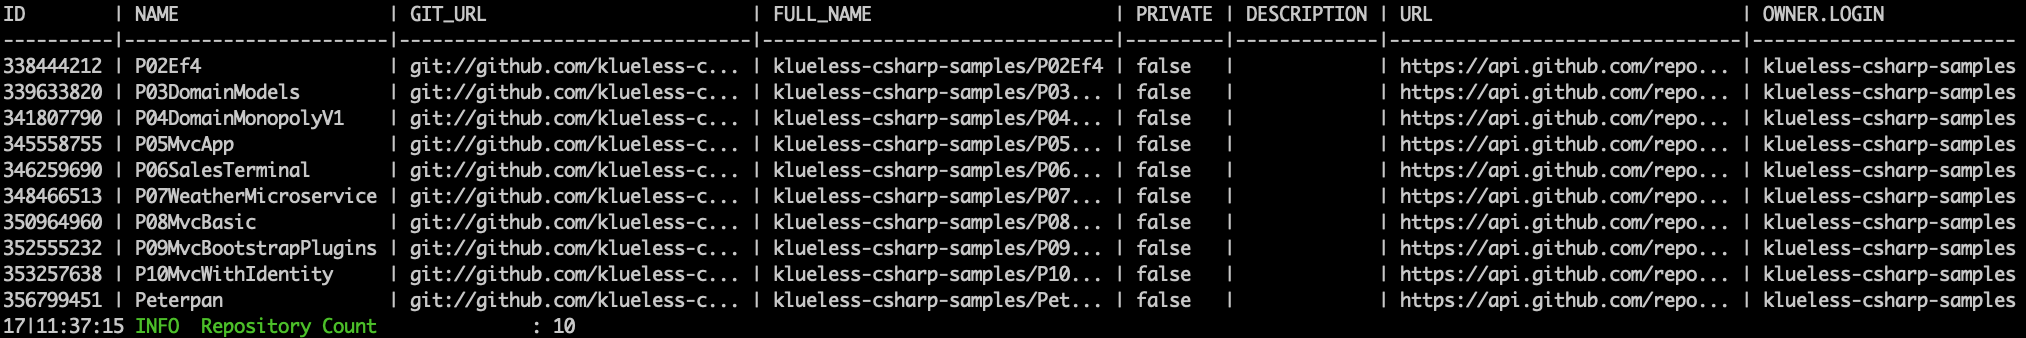 ID         | NAME                   | GIT_URL                        | FULL_NAME                      | PRIVATE | DESCRIPTION | URL                            | OWNER.LOGIN
----------|------------------------|--------------------------------|--------------------------------|---------|-------------|--------------------------------|------------------------
338444212 | P02Ef4                 | git://github.com/klueless-c... | klueless-csharp-samples/P02Ef4 | false   |             | https://api.github.com/repo... | klueless-csharp-samples
339633820 | P03DomainModels        | git://github.com/klueless-c... | klueless-csharp-samples/P03... | false   |             | https://api.github.com/repo... | klueless-csharp-samples
341807790 | P04DomainMonopolyV1    | git://github.com/klueless-c... | klueless-csharp-samples/P04... | false   |             | https://api.github.com/repo... | klueless-csharp-samples
345558755 | P05MvcApp              | git://github.com/klueless-c... | klueless-csharp-samples/P05... | false   |             | https://api.github.com/repo... | klueless-csharp-samples
346259690 | P06SalesTerminal       | git://github.com/klueless-c... | klueless-csharp-samples/P06... | false   |             | https://api.github.com/repo... | klueless-csharp-samples
348466513 | P07WeatherMicroservice | git://github.com/klueless-c... | klueless-csharp-samples/P07... | false   |             | https://api.github.com/repo... | klueless-csharp-samples
350964960 | P08MvcBasic            | git://github.com/klueless-c... | klueless-csharp-samples/P08... | false   |             | https://api.github.com/repo... | klueless-csharp-samples
352555232 | P09MvcBootstrapPlugins | git://github.com/klueless-c... | klueless-csharp-samples/P09... | false   |             | https://api.github.com/repo... | klueless-csharp-samples
353257638 | P10MvcWithIdentity     | git://github.com/klueless-c... | klueless-csharp-samples/P10... | false   |             | https://api.github.com/repo... | klueless-csharp-samples
356799451 | Peterpan               | git://github.com/klueless-c... | klueless-csharp-samples/Pet... | false   |             | https://api.github.com/repo... | klueless-csharp-samples
17|11:37:15 INFO  Repository Count              : 10